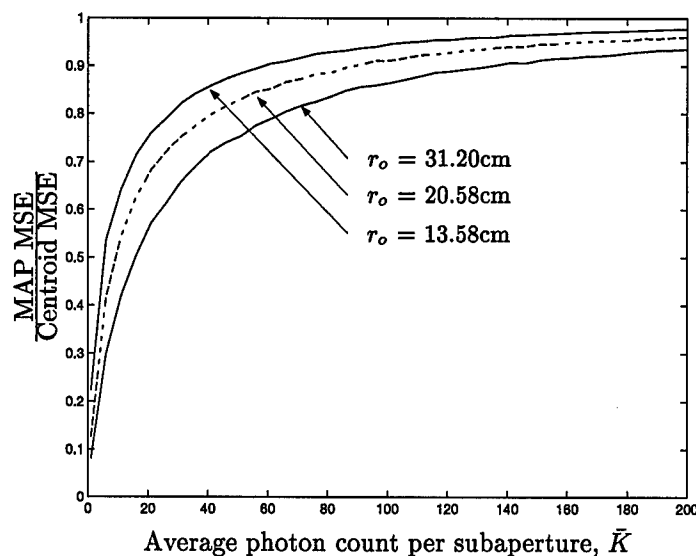 1
0.9
0.8
0.7
0.6
0.5
0.4
0.3
0.2
0.1
0
MAP MSE
Centroid MSE
r_o = 31.20cm
r_o = 20.58cm
r_o = 13.58cm
0 20 40 60 80 100 120 140 160 180 200
Average photon count per subaperture, K̄